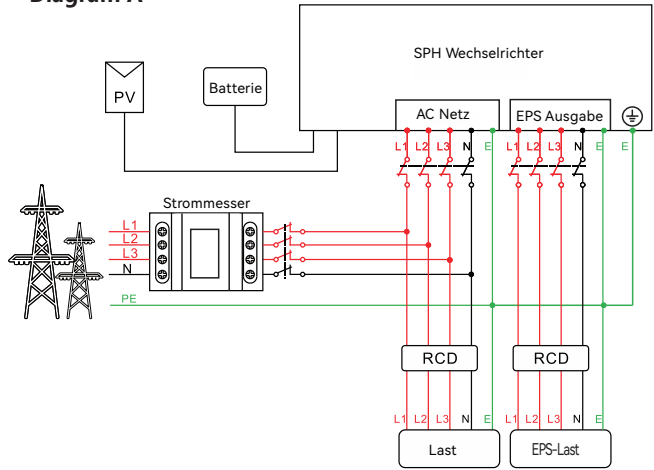 Diagram A
SPH Wechselrichter
PV
Batterie
AC Netz
EPS Ausgabe
L1 L2 L3 N E
L1 L2 L3 N E
E
Strommesser
L1
L2
L3
N
PE
RCD
RCD
L1 L2 L3 N E
L1 L2 L3 N E
Last
EPS-Last